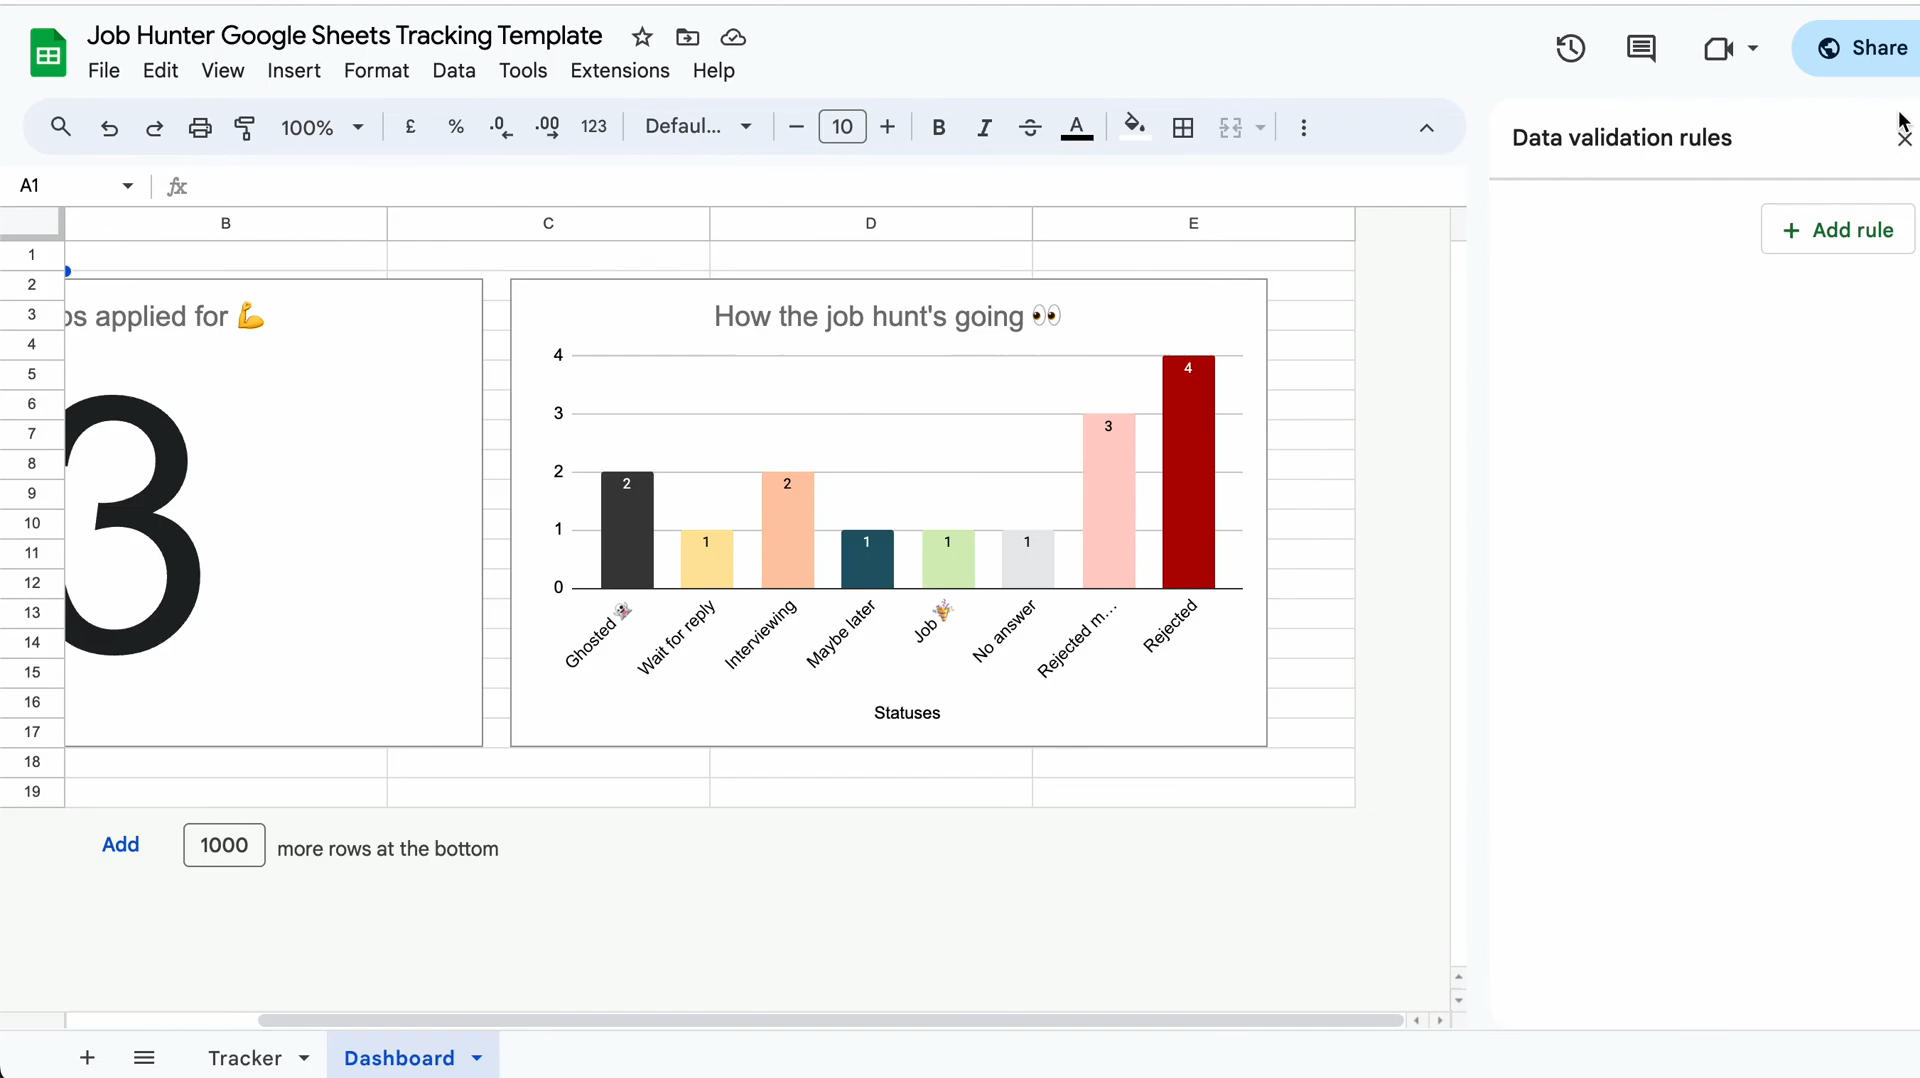 Job Hunter Google Sheets Tracking Template
File Edit View Insert Format Data Tools Extensions Help
Share
100% £ % .0 .00 123 Defaul... 10 B I S A
Data validation rules
A1 fx
+ Add rule
B C D E
1
2
3
4
5
6
7
8
9
10
11
12
13
14
15
16
17
18
19
os applied for 💪
3
How the job hunt's going 👀
4
3
2
1
0
2 1 2 1 1 1 3 4
Ghosted 👻
Wait for reply
Interviewing
Maybe later
Job 🎉
No answer
Rejected m...
Rejected
Statuses
Add 1000 more rows at the bottom
Tracker Dashboard